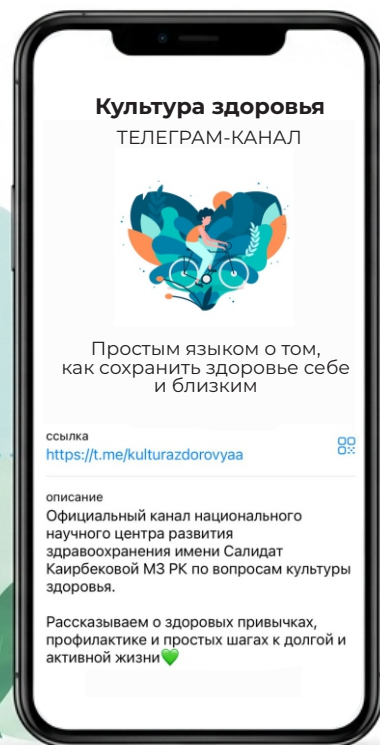 Культура здоровья
ТЕЛЕГРАМ-КАНАЛ
Простым языком о том,
как сохранить здоровье себе
и близким
ссылка
https://t.me/kulturazdorovyaa
описание
Официальный канал национального
научного центра развития
здравоохранения имени Салидат
Каирбековой МЗ РК по вопросам культуры
здоровья.
Рассказываем о здоровых привычках,
профилактике и простых шагах к долгой и
активной жизни💚